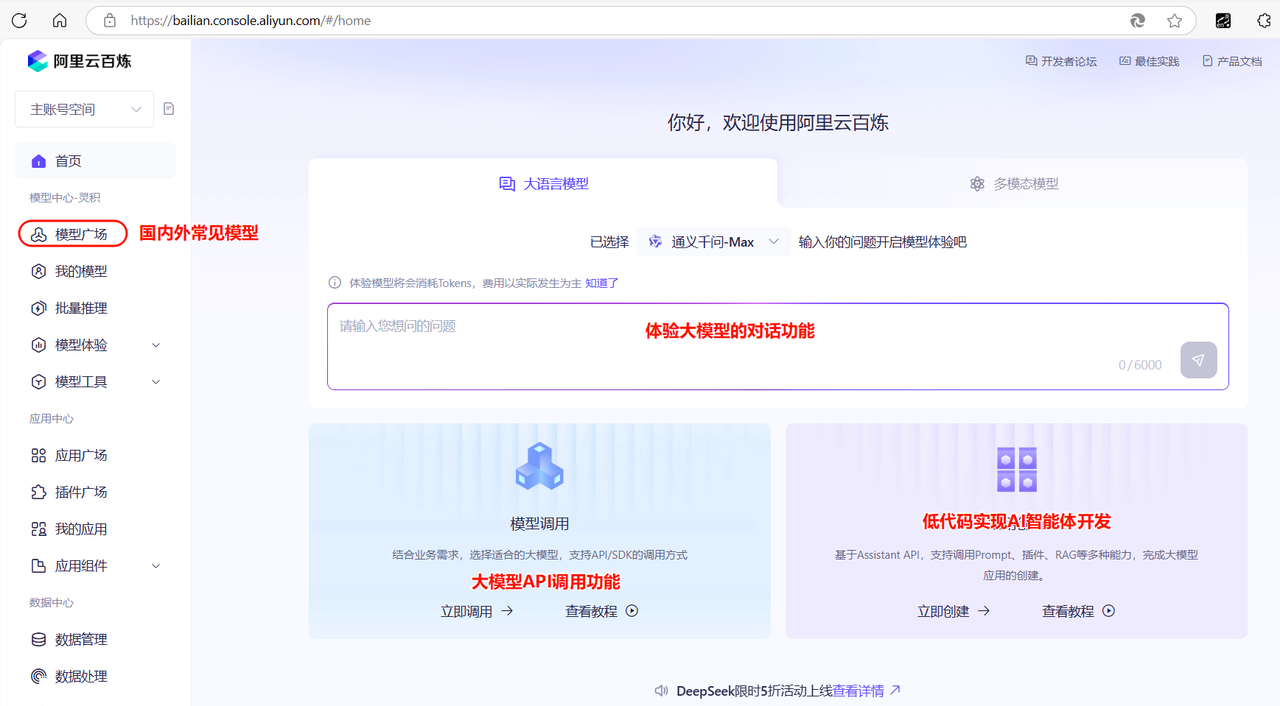 https://bailian.console.aliyun.com/#/home
阿里云百炼
开发者论坛
最佳实践
产品文档
主账号空间
首页
模型中心-灵积
模型广场
国内外常见模型
我的模型
批量推理
模型体验
模型工具
应用中心
应用广场
插件广场
我的应用
应用组件
数据中心
数据管理
数据处理
你好，欢迎使用阿里云百炼
大语言模型
多模态模型
已选择 通义千问-Max 输入你的问题开启模型体验吧
体验模型将会消耗Tokens，费用以实际发生为主 知道了
请输入您想问的问题
体验大模型的对话功能
0/6000
模型调用
结合业务需求，选择适合的大模型，支持API/SDK的调用方式
大模型API调用功能
立即调用
查看教程
低代码实现AI智能体开发
基于Assistant API，支持调用Prompt、插件、RAG等多种能力，完成大模型
应用的创建。
立即创建
查看教程
DeepSeek限时5折活动上线查看详情